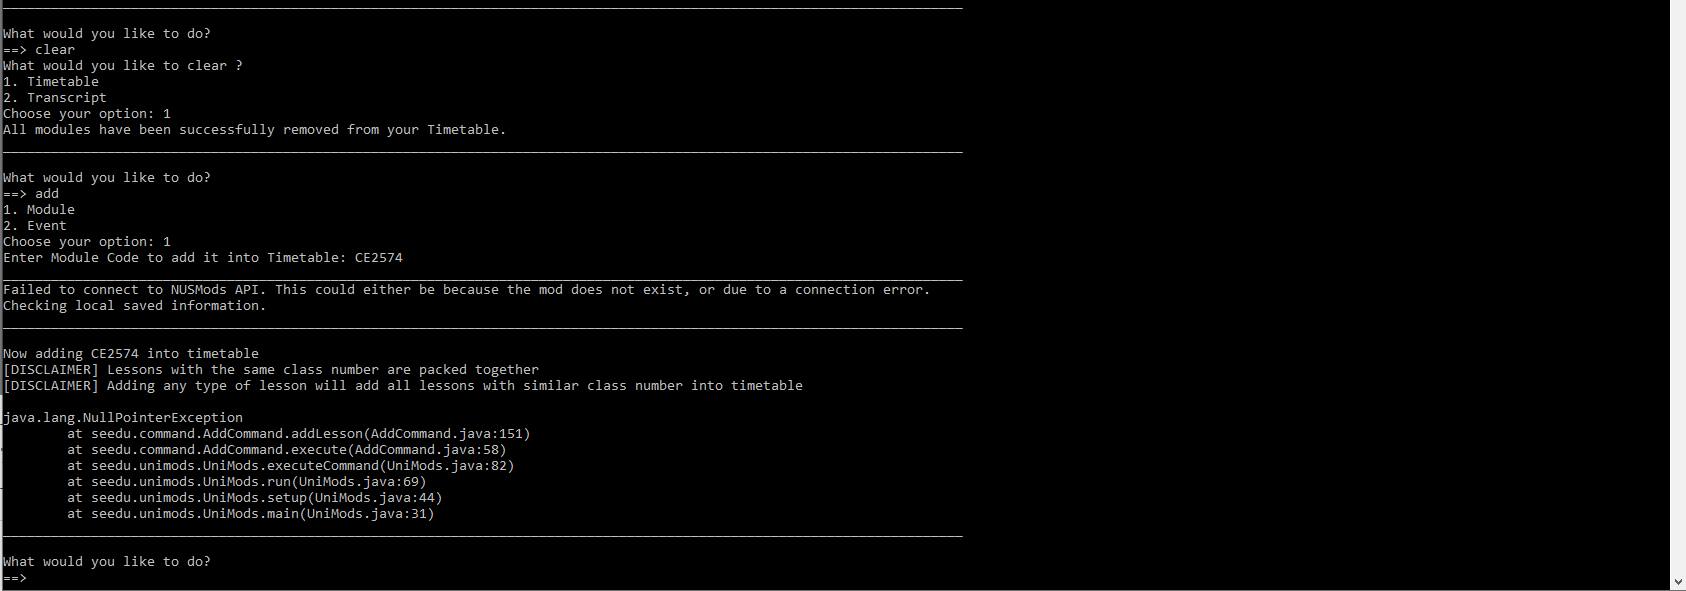 What would you like to do?
==> clear
What would you like to clear ?
1. Timetable
2. Transcript
Choose your option: 1
All modules have been successfully removed from your Timetable.
What would you like to do?
==> add
1. Module
2. Event
Choose your option: 1
Enter Module Code to add it into Timetable: CE2574
Failed to connect to NUSMods API. This could either be because the mod does not exist, or due to a connection error.
Checking local saved information.
Now adding CE2574 into timetable
[DISCLAIMER] Lessons with the same class number are packed together
[DISCLAIMER] Adding any type of lesson will add all lessons with similar class number into timetable
java.lang.NullPointerException
at seedu.command.AddCommand.addLesson(AddCommand.java:151)
at seedu.command.AddCommand.execute(AddCommand.java:58)
at seedu.unimods.UniMods.executeCommand(UniMods.java:82)
at seedu.unimods.UniMods.run(UniMods.java:69)
at seedu.unimods.UniMods.setup(UniMods.java:44)
at seedu.unimods.UniMods.main(UniMods.java:31)
What would you like to do?
==>